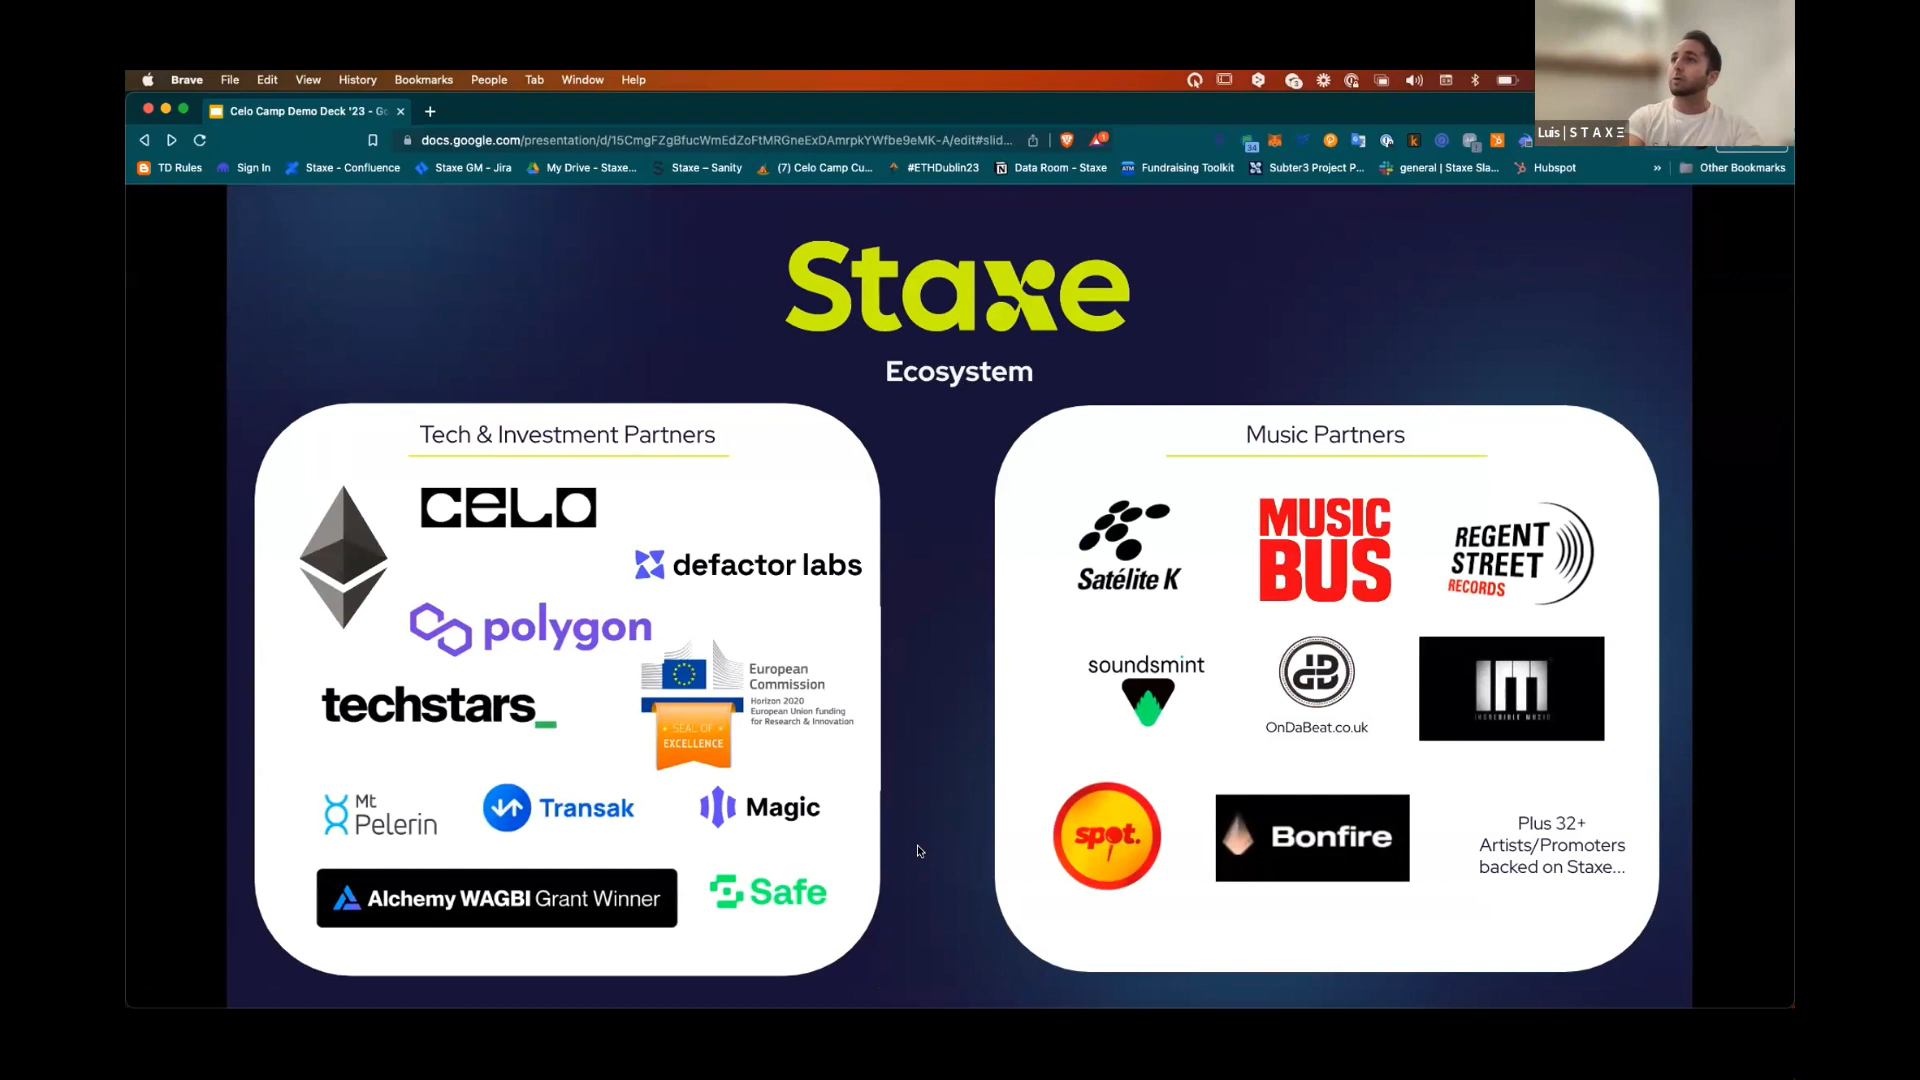 Brave File Edit View History Bookmarks People Tab Window Help
Celo Camp Demo Deck '23 - Go
docs.google.com/presentation/d/15CmgFZgBfucWmEdZoFtMRGneExDAmrpkYWfbe9eMK-A/edit#slid...
Luis | S T A X Ξ
TD Rules Sign In Staxe - Confluence Staxe GM - Jira My Drive - Staxe... Staxe – Sanity (7) Celo Camp Cu... #ETHDublin23 Data Room - Staxe Fundraising Toolkit Subter3 Project P... general | Staxe Sla... Hubspot » Other Bookmarks
Staxe
Ecosystem
Tech & Investment Partners
CELO
defactor labs
polygon
techstars_
European
Commission
Horizon 2020
European Union funding
for Research & Innovation
SEAL OF
EXCELLENCE
Mt
Pelerin
Transak
Magic
Alchemy WAGBI Grant Winner
Safe
Music Partners
Satélite K
MUSIC
BUS
REGENT
STREET
RECORDS
soundsmint
OnDaBeat.co.uk
IM
INCREDIBLE MUSIC
spot.
Bonfire
Plus 32+
Artists/Promoters
backed on Staxe...